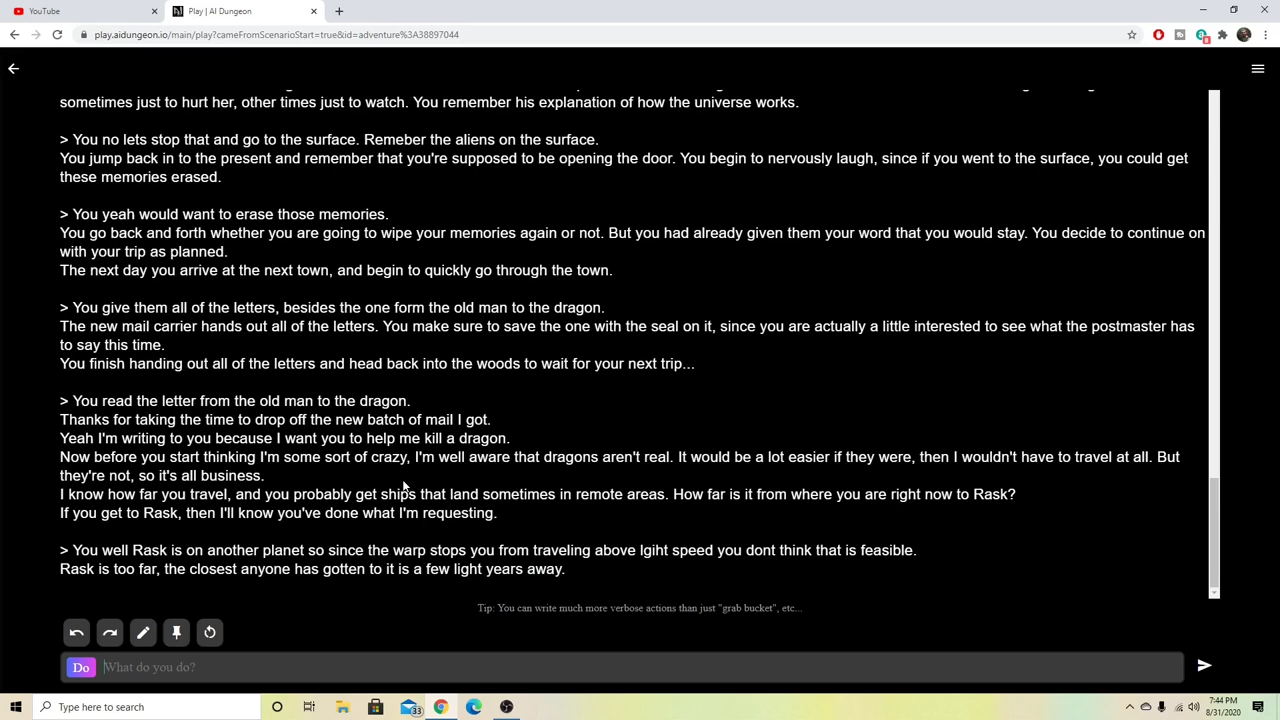 YouTube
Play | AI Dungeon
play.aidungeon.io/main/play?cameFromScenarioStart=true&id=adventure%3A38897044
sometimes just to hurt her, other times just to watch. You remember his explanation of how the universe works.
> You no lets stop that and go to the surface. Remeber the aliens on the surface.
You jump back in to the present and remember that you're supposed to be opening the door. You begin to nervously laugh, since if you went to the surface, you could get
these memories erased.
> You yeah would want to erase those memories.
You go back and forth whether you are going to wipe your memories again or not. But you had already given them your word that you would stay. You decide to continue on
with your trip as planned.
The next day you arrive at the next town, and begin to quickly go through the town.
> You give them all of the letters, besides the one form the old man to the dragon.
The new mail carrier hands out all of the letters. You make sure to save the one with the seal on it, since you are actually a little interested to see what the postmaster has
to say this time.
You finish handing out all of the letters and head back into the woods to wait for your next trip...
> You read the letter from the old man to the dragon.
Thanks for taking the time to drop off the new batch of mail I got.
Yeah I'm writing to you because I want you to help me kill a dragon.
Now before you start thinking I'm some sort of crazy, I'm well aware that dragons aren't real. It would be a lot easier if they were, then I wouldn't have to travel at all. But
they're not, so it's all business.
I know how far you travel, and you probably get ships that land sometimes in remote areas. How far is it from where you are right now to Rask?
If you get to Rask, then I'll know you've done what I'm requesting.
> You well Rask is on another planet so since the warp stops you from traveling above lgiht speed you dont think that is feasible.
Rask is too far, the closest anyone has gotten to it is a few light years away.
Tip: You can write much more verbose actions than just "grab bucket", etc...
Do What do you do?
Type here to search
33
7:44 PM
8/31/2020